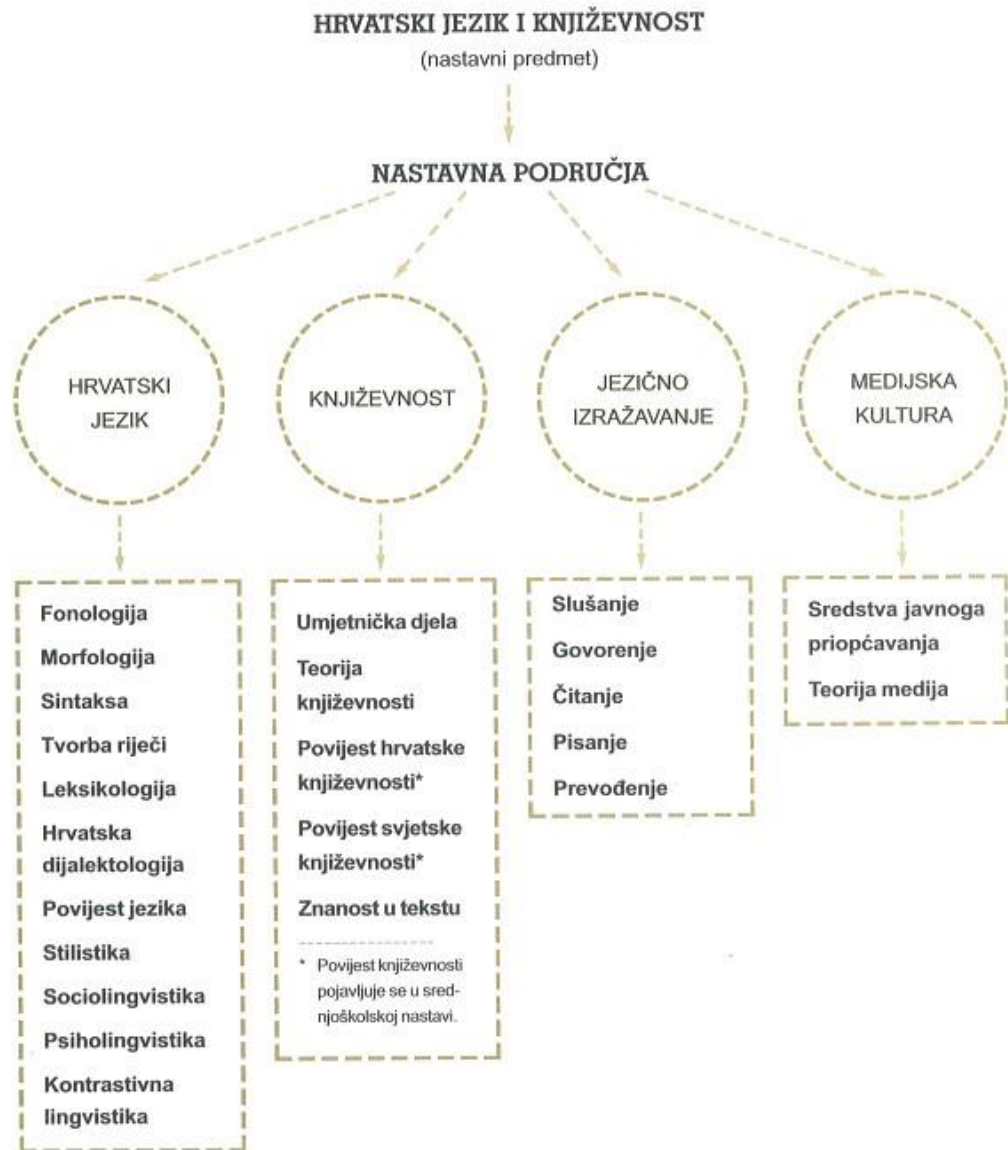 HRVATSKI JEZIK I KNJIŽEVNOST
(nastavni predmet)
NASTAVNA PODRUČJA
HRVATSKI
JEZIK
KNJIŽEVNOST
JEZIČNO
IZRAŽAVANJE
MEDIJSKA
KULTURA
Fonologija
Morfologija
Sintaksa
Tvorba riječi
Leksikologija
Hrvatska
dijalektologija
Povijest jezika
Stilistika
Sociolingvistika
Psiholingvistika
Kontrastivna
lingvistika
Umjetnička djela
Teorija
književnosti
Povijest hrvatske
književnosti*
Povijest svjetske
književnosti*
Znanost u tekstu
* Povijest književnosti
pojavljuje se u sred-
njoškolskoj nastavi.
Slušanje
Govorenje
Čitanje
Pisanje
Prevođenje
Sredstva javnoga
priopćavanja
Teorija medija